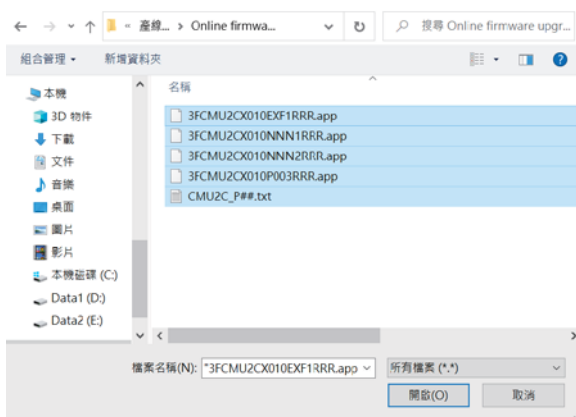 產線... > Online firmwa...
搜尋 Online firmware upgr...
組合管理 新增資料夾
本機
3D 物件
下載
文件
音樂
桌面
圖片
影片
本機磁碟 (C:)
Data1 (D:)
Data2 (E:)
名稱
3FCMU2CX010EXF1RRR.app
3FCMU2CX010NNN1RRR.app
3FCMU2CX010NNN2RRR.app
3FCMU2CX010P003RRR.app
CMU2C_P##.txt
檔案名稱(N): "3FCMU2CX010EXF1RRR.app
所有檔案 (*.*)
開啟(O) 取消